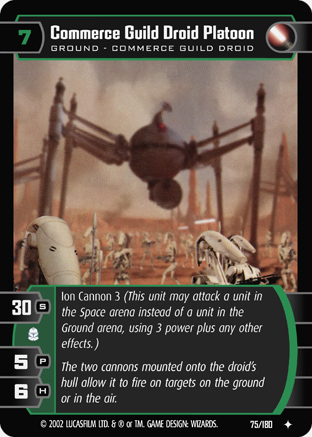 7
Commerce Guild Droid Platoon
GROUND - COMMERCE GUILD DROID
30 S
5 P
6 H
Ion Cannon 3 (This unit may attack a unit in
the Space arena instead of a unit in the
Ground arena, using 3 power plus any other
effects.)
The two cannons mounted onto the droid's
hull allow it to fire on targets on the ground
or in the air.
© 2002 LUCASFILM LTD. & ® or TM. GAME DESIGN: WIZARDS. 75/180